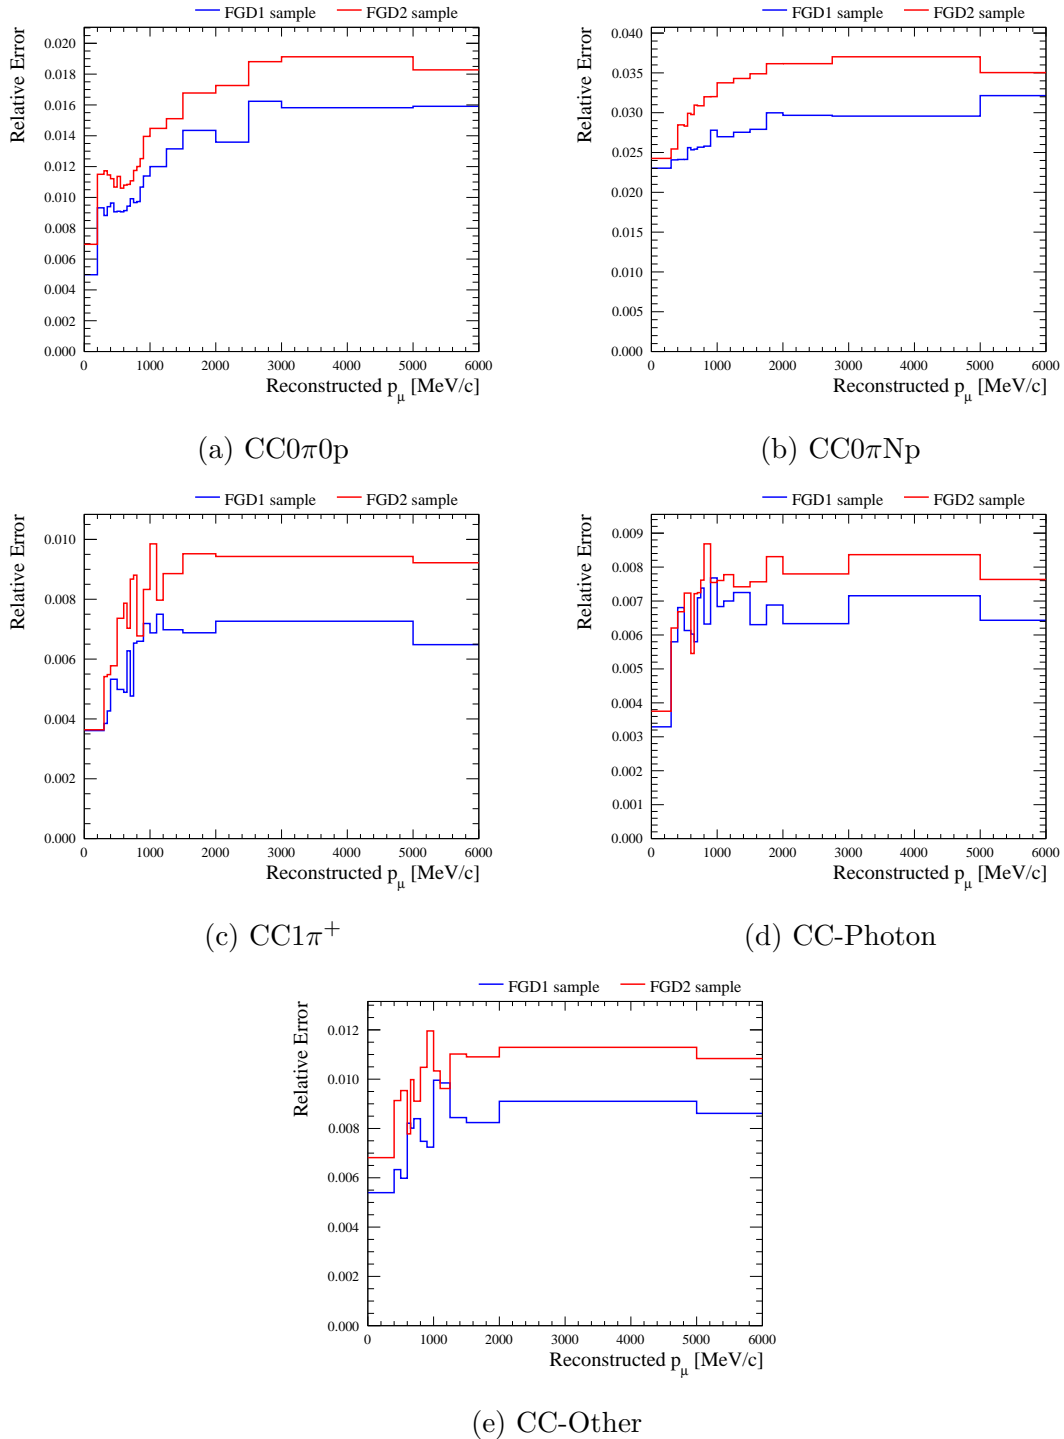 FGD1 sample FGD2 sample
Relative Error
0.020
0.018
0.016
0.014
0.012
0.010
0.008
0.006
0.004
0.002
0.000
0 1000 2000 3000 4000 5000 6000
Reconstructed pμ [MeV/c]
(a) CC0π0p
FGD1 sample FGD2 sample
Relative Error
0.040
0.035
0.030
0.025
0.020
0.015
0.010
0.005
0.000
0 1000 2000 3000 4000 5000 6000
Reconstructed pμ [MeV/c]
(b) CC0πNp
FGD1 sample FGD2 sample
Relative Error
0.010
0.008
0.006
0.004
0.002
0.000
0 1000 2000 3000 4000 5000 6000
Reconstructed pμ [MeV/c]
(c) CC1π⁺
FGD1 sample FGD2 sample
Relative Error
0.009
0.008
0.007
0.006
0.005
0.004
0.003
0.002
0.001
0.000
0 1000 2000 3000 4000 5000 6000
Reconstructed pμ [MeV/c]
(d) CC-Photon
FGD1 sample FGD2 sample
Relative Error
0.012
0.010
0.008
0.006
0.004
0.002
0.000
0 1000 2000 3000 4000 5000 6000
Reconstructed pμ [MeV/c]
(e) CC-Other